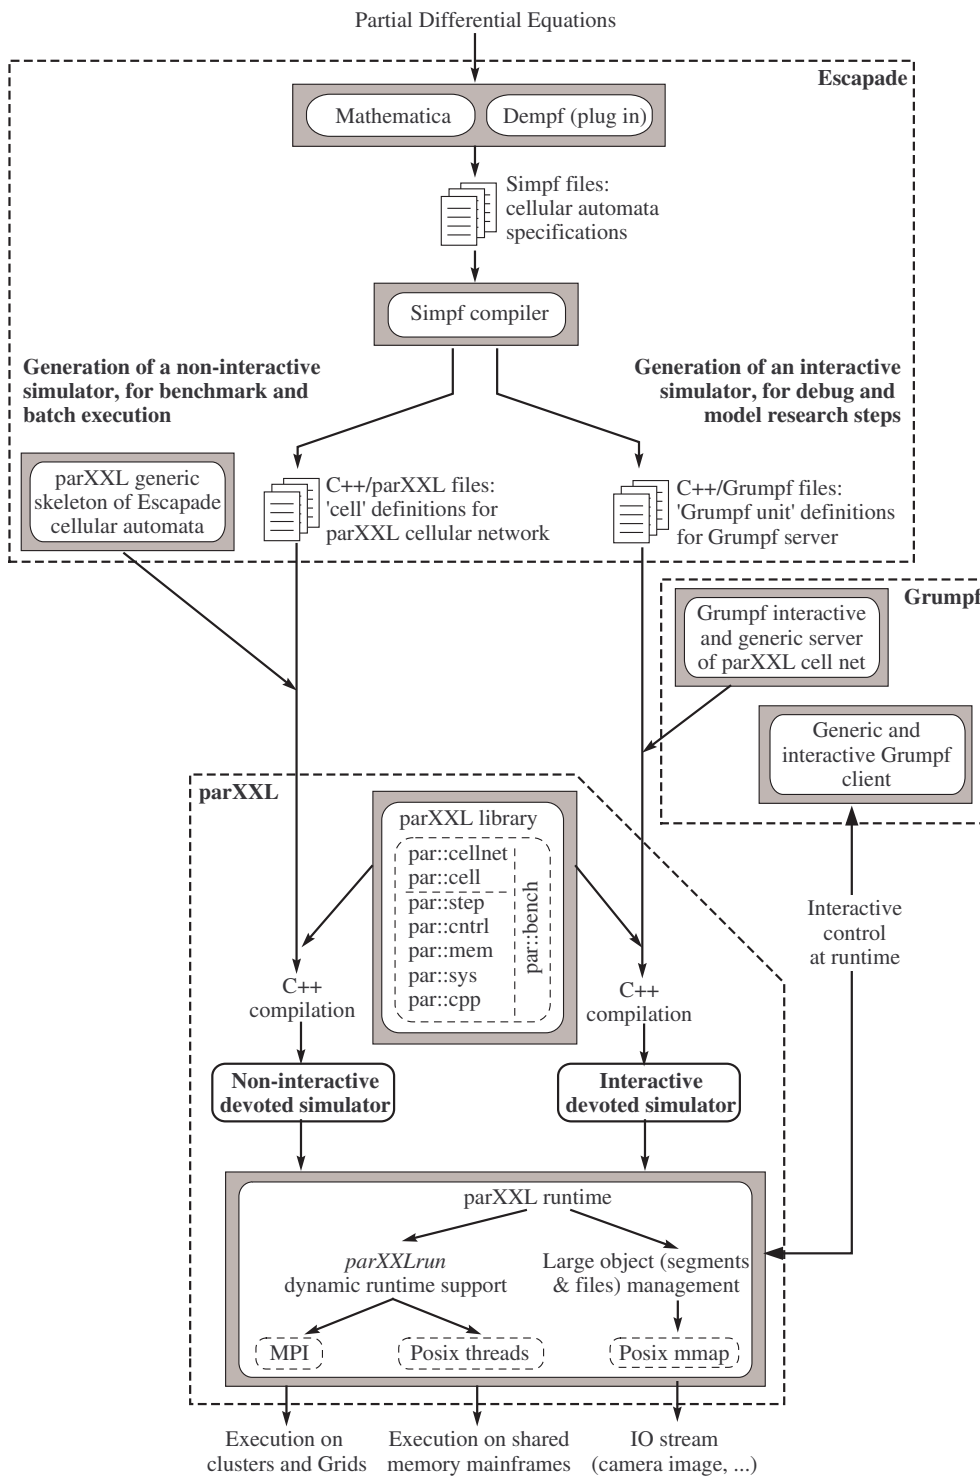 Partial Differential Equations
Escapade
Mathematica
Dempf (plug in)
Simpf files:
cellular automata
specifications
Simpf compiler
Generation of a non-interactive
simulator, for benchmark and
batch execution
Generation of an interactive
simulator, for debug and
model research steps
parXXL generic
skeleton of Escapade
cellular automata
C++/parXXL files:
'cell' definitions for
parXXL cellular network
C++/Grumpf files:
'Grumpf unit' definitions
for Grumpf server
Grumpf
Grumpf interactive
and generic server
of parXXL cell net
Generic and
interactive Grumpf
client
parXXL
parXXL library
par::cellnet
par::cell
par::step
par::cntrl
par::mem
par::sys
par::cpp
par::bench
Interactive
control
at runtime
C++
compilation
C++
compilation
Non-interactive
devoted simulator
Interactive
devoted simulator
parXXL runtime
parXXLrun
dynamic runtime support
Large object (segments
& files) management
MPI
Posix threads
Posix mmap
Execution on
clusters and Grids
Execution on shared
memory mainframes
IO stream
(camera image, ...)